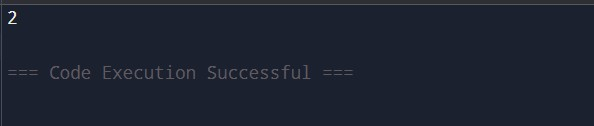 2
=== Code Execution Successful ===